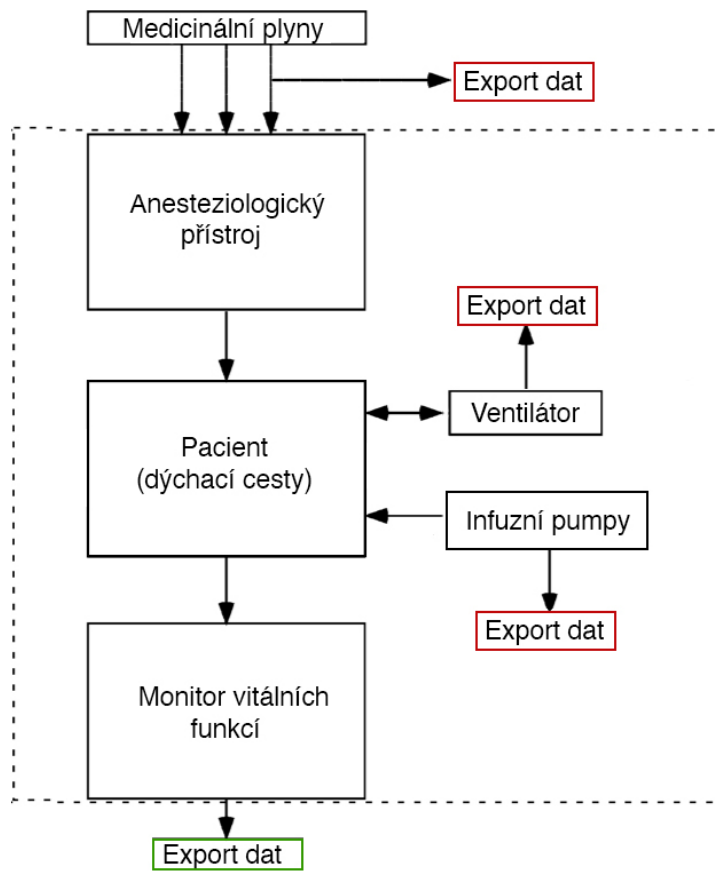 Medicinální plyny
Export dat
Anesteziologický
přístroj
Export dat
Ventilátor
Pacient
(dýchací cesty)
Infuzní pumpy
Export dat
Monitor vitálních
funkcí
Export dat